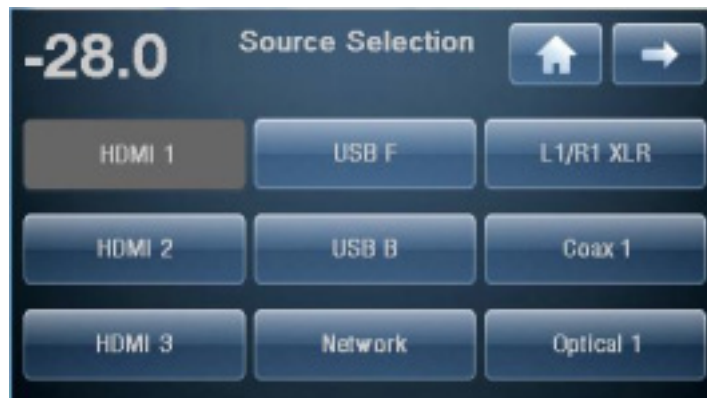 -28.0 Source Selection
HDMI 1 USB F L1/R1 XLR
HDMI 2 USB B Coax 1
HDMI 3 Network Optical 1